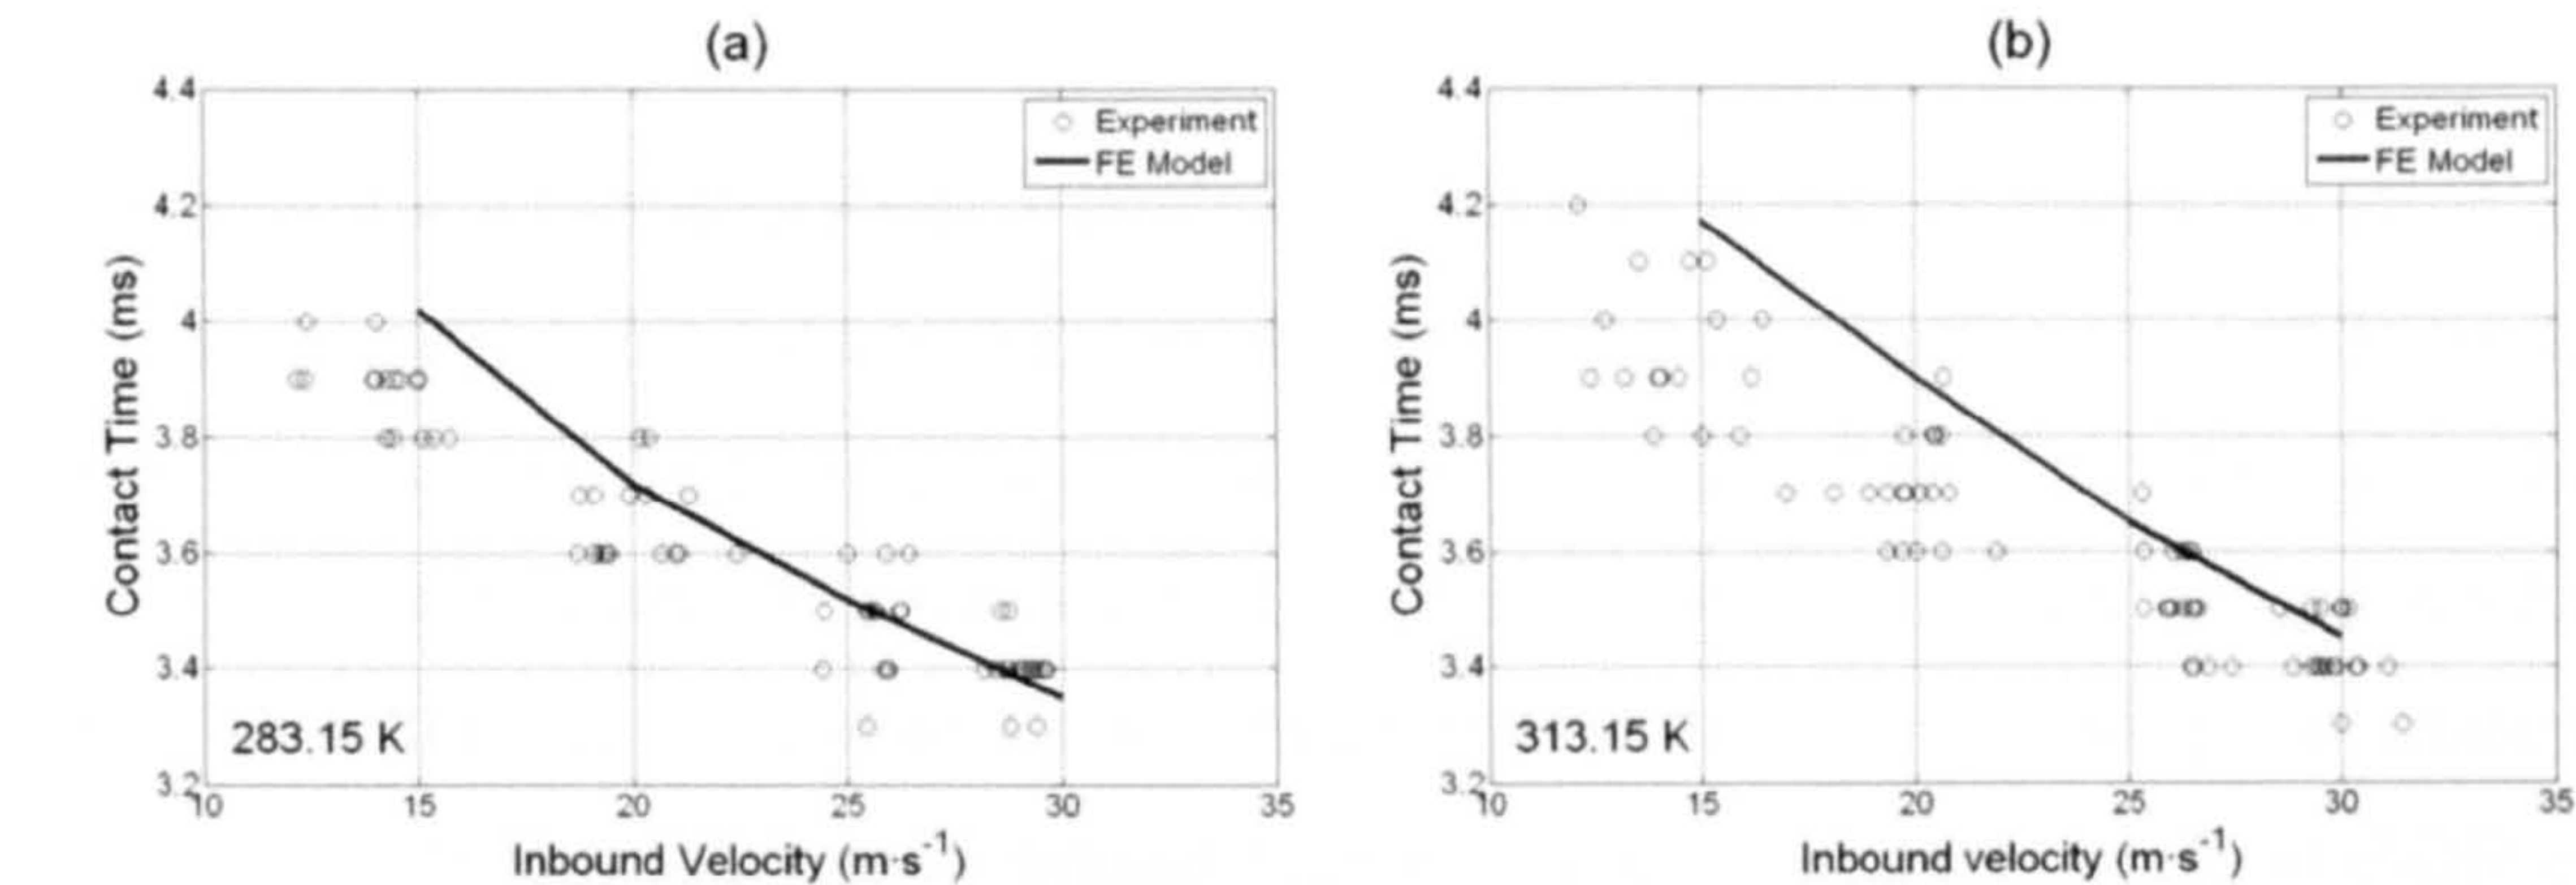 (a)
4.4
4.2
4
3.8
3.6
3.4
3.2
10 15 20 25 30 35
Contact Time (ms)
Inbound Velocity (m·s⁻¹)
Experiment
FE Model
283.15 K
(b)
4.4
4.2
4
3.8
3.6
3.4
3.2
10 15 20 25 30 35
Contact Time (ms)
Inbound velocity (m·s⁻¹)
Experiment
FE Model
313.15 K